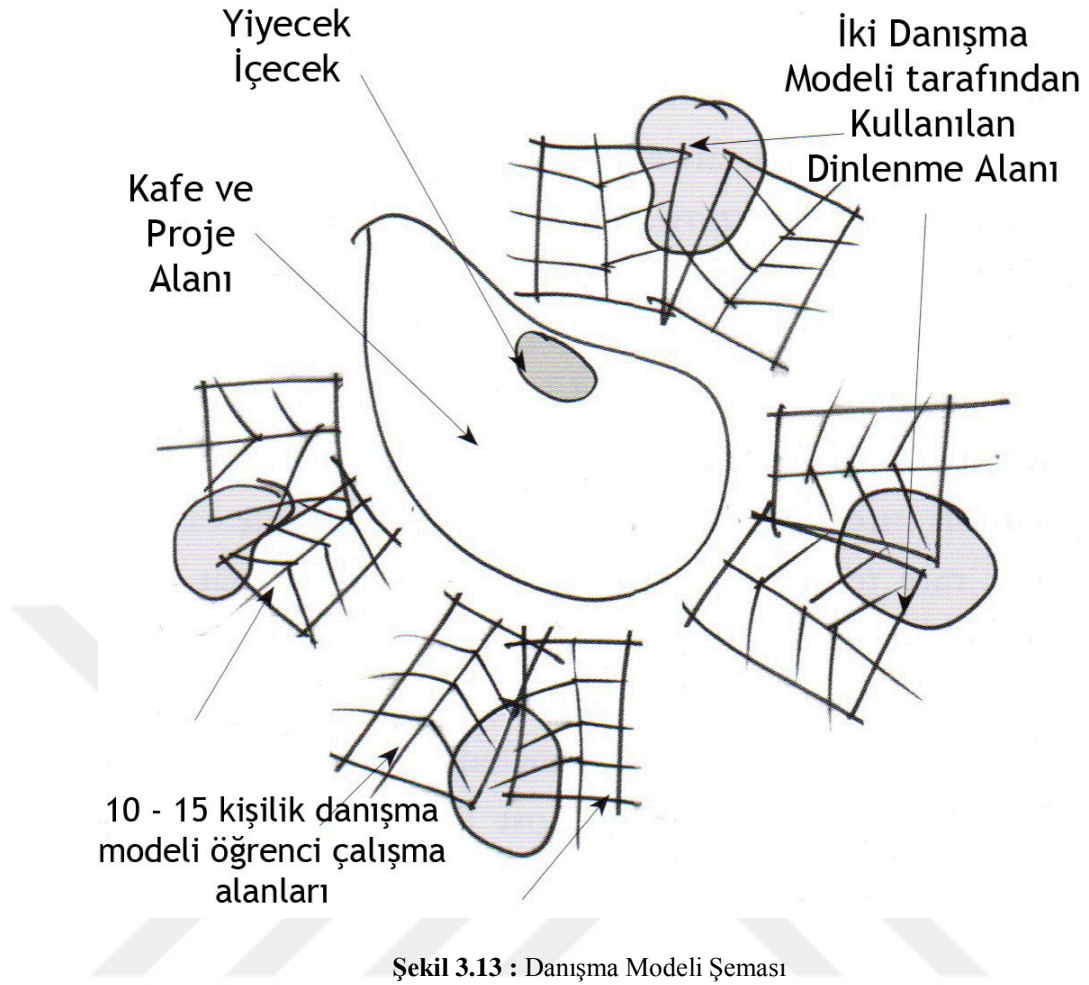 Yiyecek
İçecek
İki Danışma
Modeli tarafından
Kullanılan
Dinlenme Alanı
Kafe ve
Proje
Alanı
10 - 15 kişilik danışma
modeli öğrenci çalışma
alanları
Şekil 3.13 : Danışma Modeli Şeması